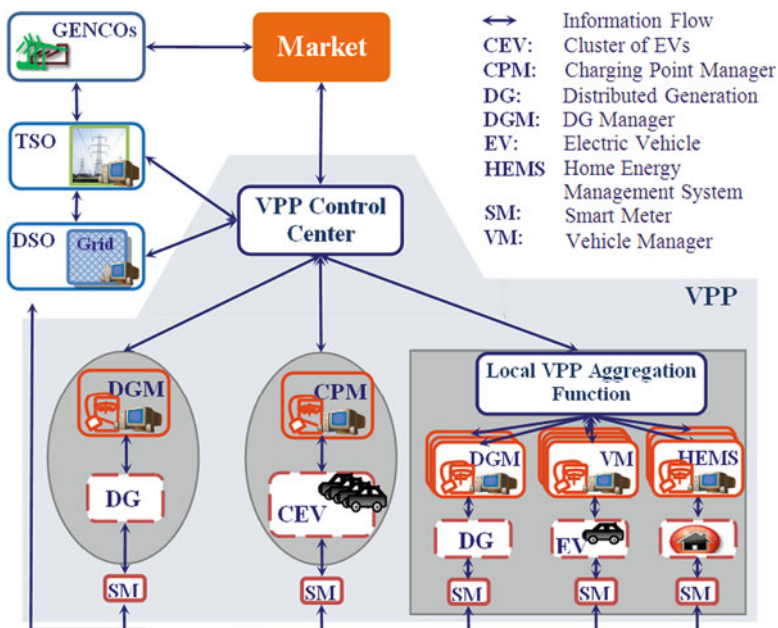 GENCOs
Market
Information Flow
CEV: Cluster of EVs
CPM: Charging Point Manager
DG: Distributed Generation
DGM: DG Manager
EV: Electric Vehicle
HEMS Home Energy
Management System
SM: Smart Meter
VM: Vehicle Manager
TSO
DSO
Grid
VPP Control
Center
VPP
DGM
CPM
Local VPP Aggregation
Function
DGM
VM
HEMS
DG
CEV
DG
EV
SM
SM
SM
SM
SM